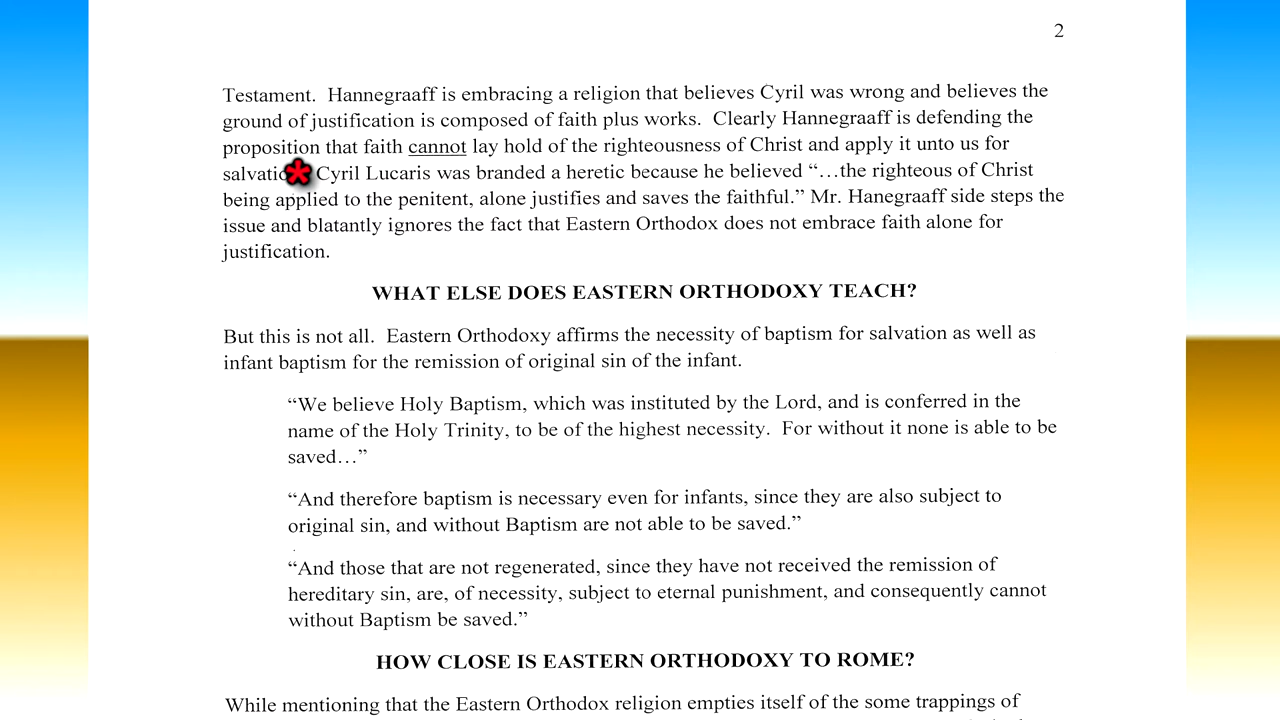 2
Testament. Hannegraaff is embracing a religion that believes Cyril was wrong and believes the
ground of justification is composed of faith plus works. Clearly Hannegraaff is defending the
proposition that faith cannot lay hold of the righteousness of Christ and apply it unto us for
Cyril Lucaris was branded a heretic because he believed “…the righteous of Christ
being applied to the penitent, alone justifies and saves the faithful.” Mr. Hanegraaff side steps the
issue and blatantly ignores the fact that Eastern Orthodox does not embrace faith alone for
justification.
WHAT ELSE DOES EASTERN ORTHODOXY TEACH?
But this is not all. Eastern Orthodoxy affirms the necessity of baptism for salvation as well as
infant baptism for the remission of original sin of the infant.
“We believe Holy Baptism, which was instituted by the Lord, and is conferred in the
name of the Holy Trinity, to be of the highest necessity. For without it none is able to be
saved…”
“And therefore baptism is necessary even for infants, since they are also subject to
original sin, and without Baptism are not able to be saved.”
“And those that are not regenerated, since they have not received the remission of
hereditary sin, are, of necessity, subject to eternal punishment, and consequently cannot
without Baptism be saved.”
HOW CLOSE IS EASTERN ORTHODOXY TO ROME?
While mentioning that the Eastern Orthodox religion empties itself of the some trappings of